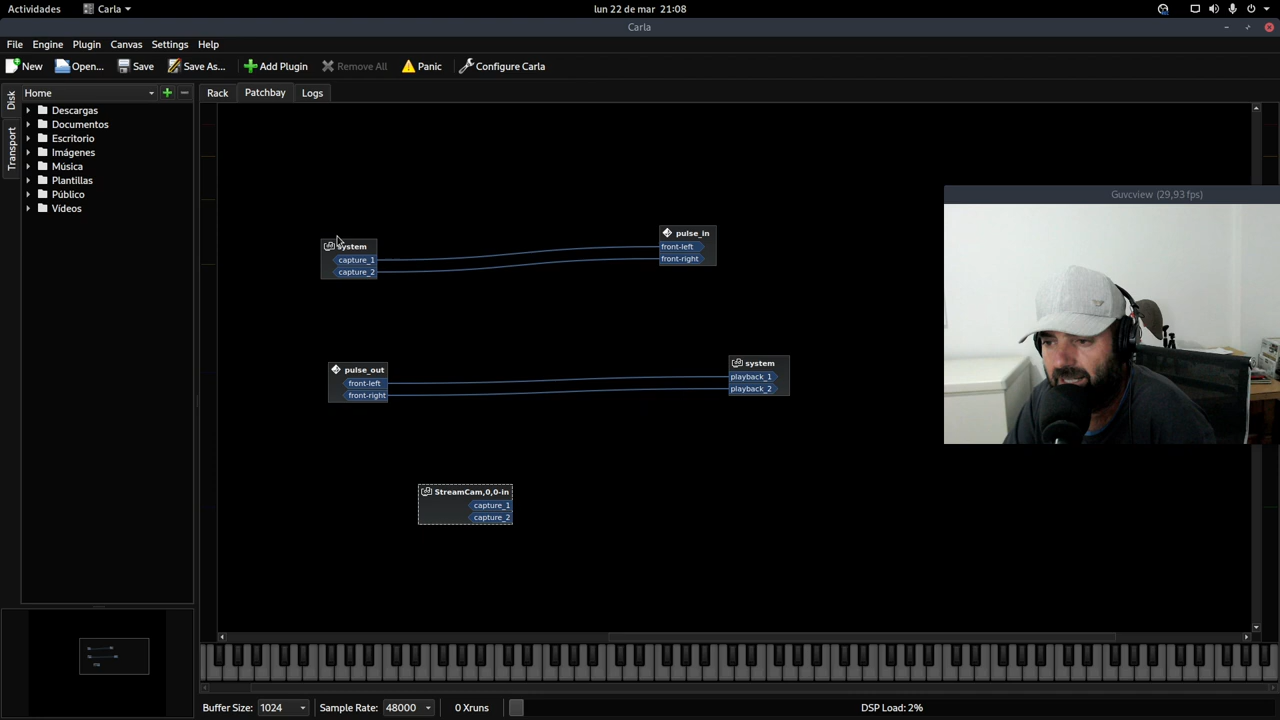 Actividades
Carla
lun 22 de mar 21:08
Carla
File
Engine
Plugin
Canvas
Settings
Help
New
Open...
Save
Save As...
Add Plugin
Remove All
Panic
Configure Carla
Disk
Transport
Home
Descargas
Documentos
Escritorio
Imágenes
Música
Plantillas
Público
Vídeos
Rack
Patchbay
Logs
system
capture_1
capture_2
pulse_in
front-left
front-right
pulse_out
front-left
front-right
system
playback_1
playback_2
StreamCam,0,0-in
capture_1
capture_2
Guvcview (29,93 fps)
Buffer Size: 1024
Sample Rate: 48000
0 Xruns
DSP Load: 2%